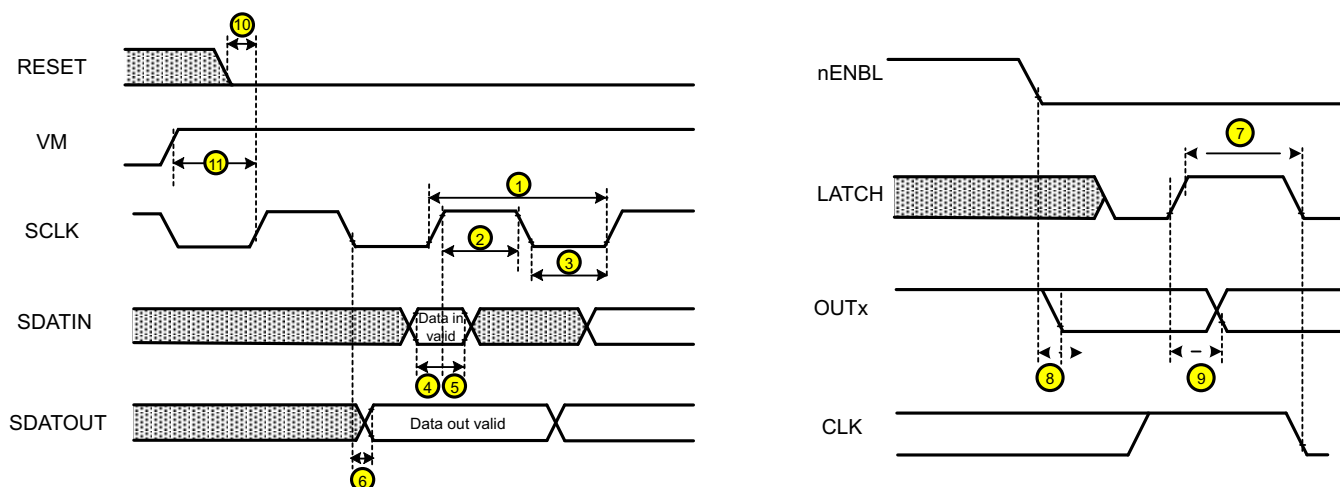 10
RESET
VM
11
1
SCLK
2
3
SDATIN
Data in
valid
4
5
SDATOUT
Data out valid
6
nENBL
7
LATCH
OUTx
8
9
CLK